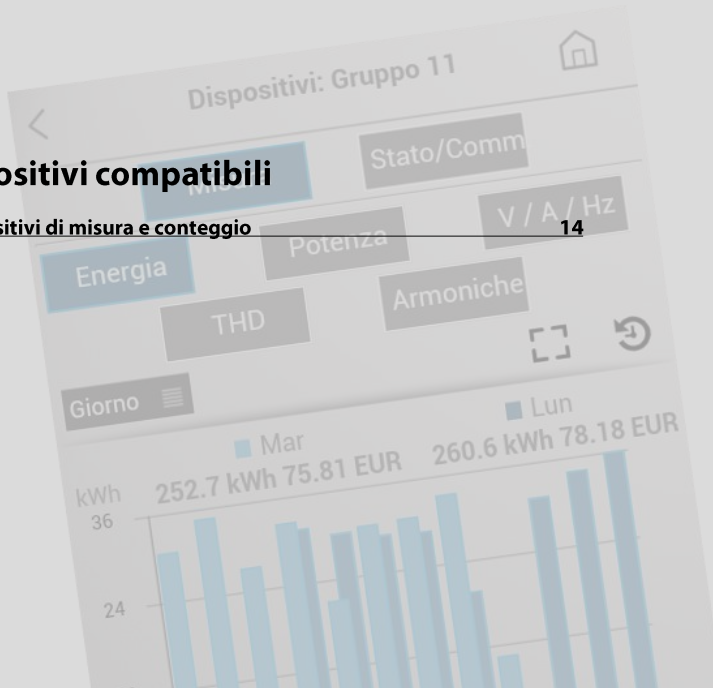 Dispositivi: Gruppo 11
Stato/Comm
ositivi compatibili
sitivi di misura e conteggio 14
V / A / Hz
Potenza
Energia
Armoniche
THD
Giorno
Mar
Lun
252.7 kWh 75.81 EUR
260.6 kWh 78.18 EUR
kWh
36
24